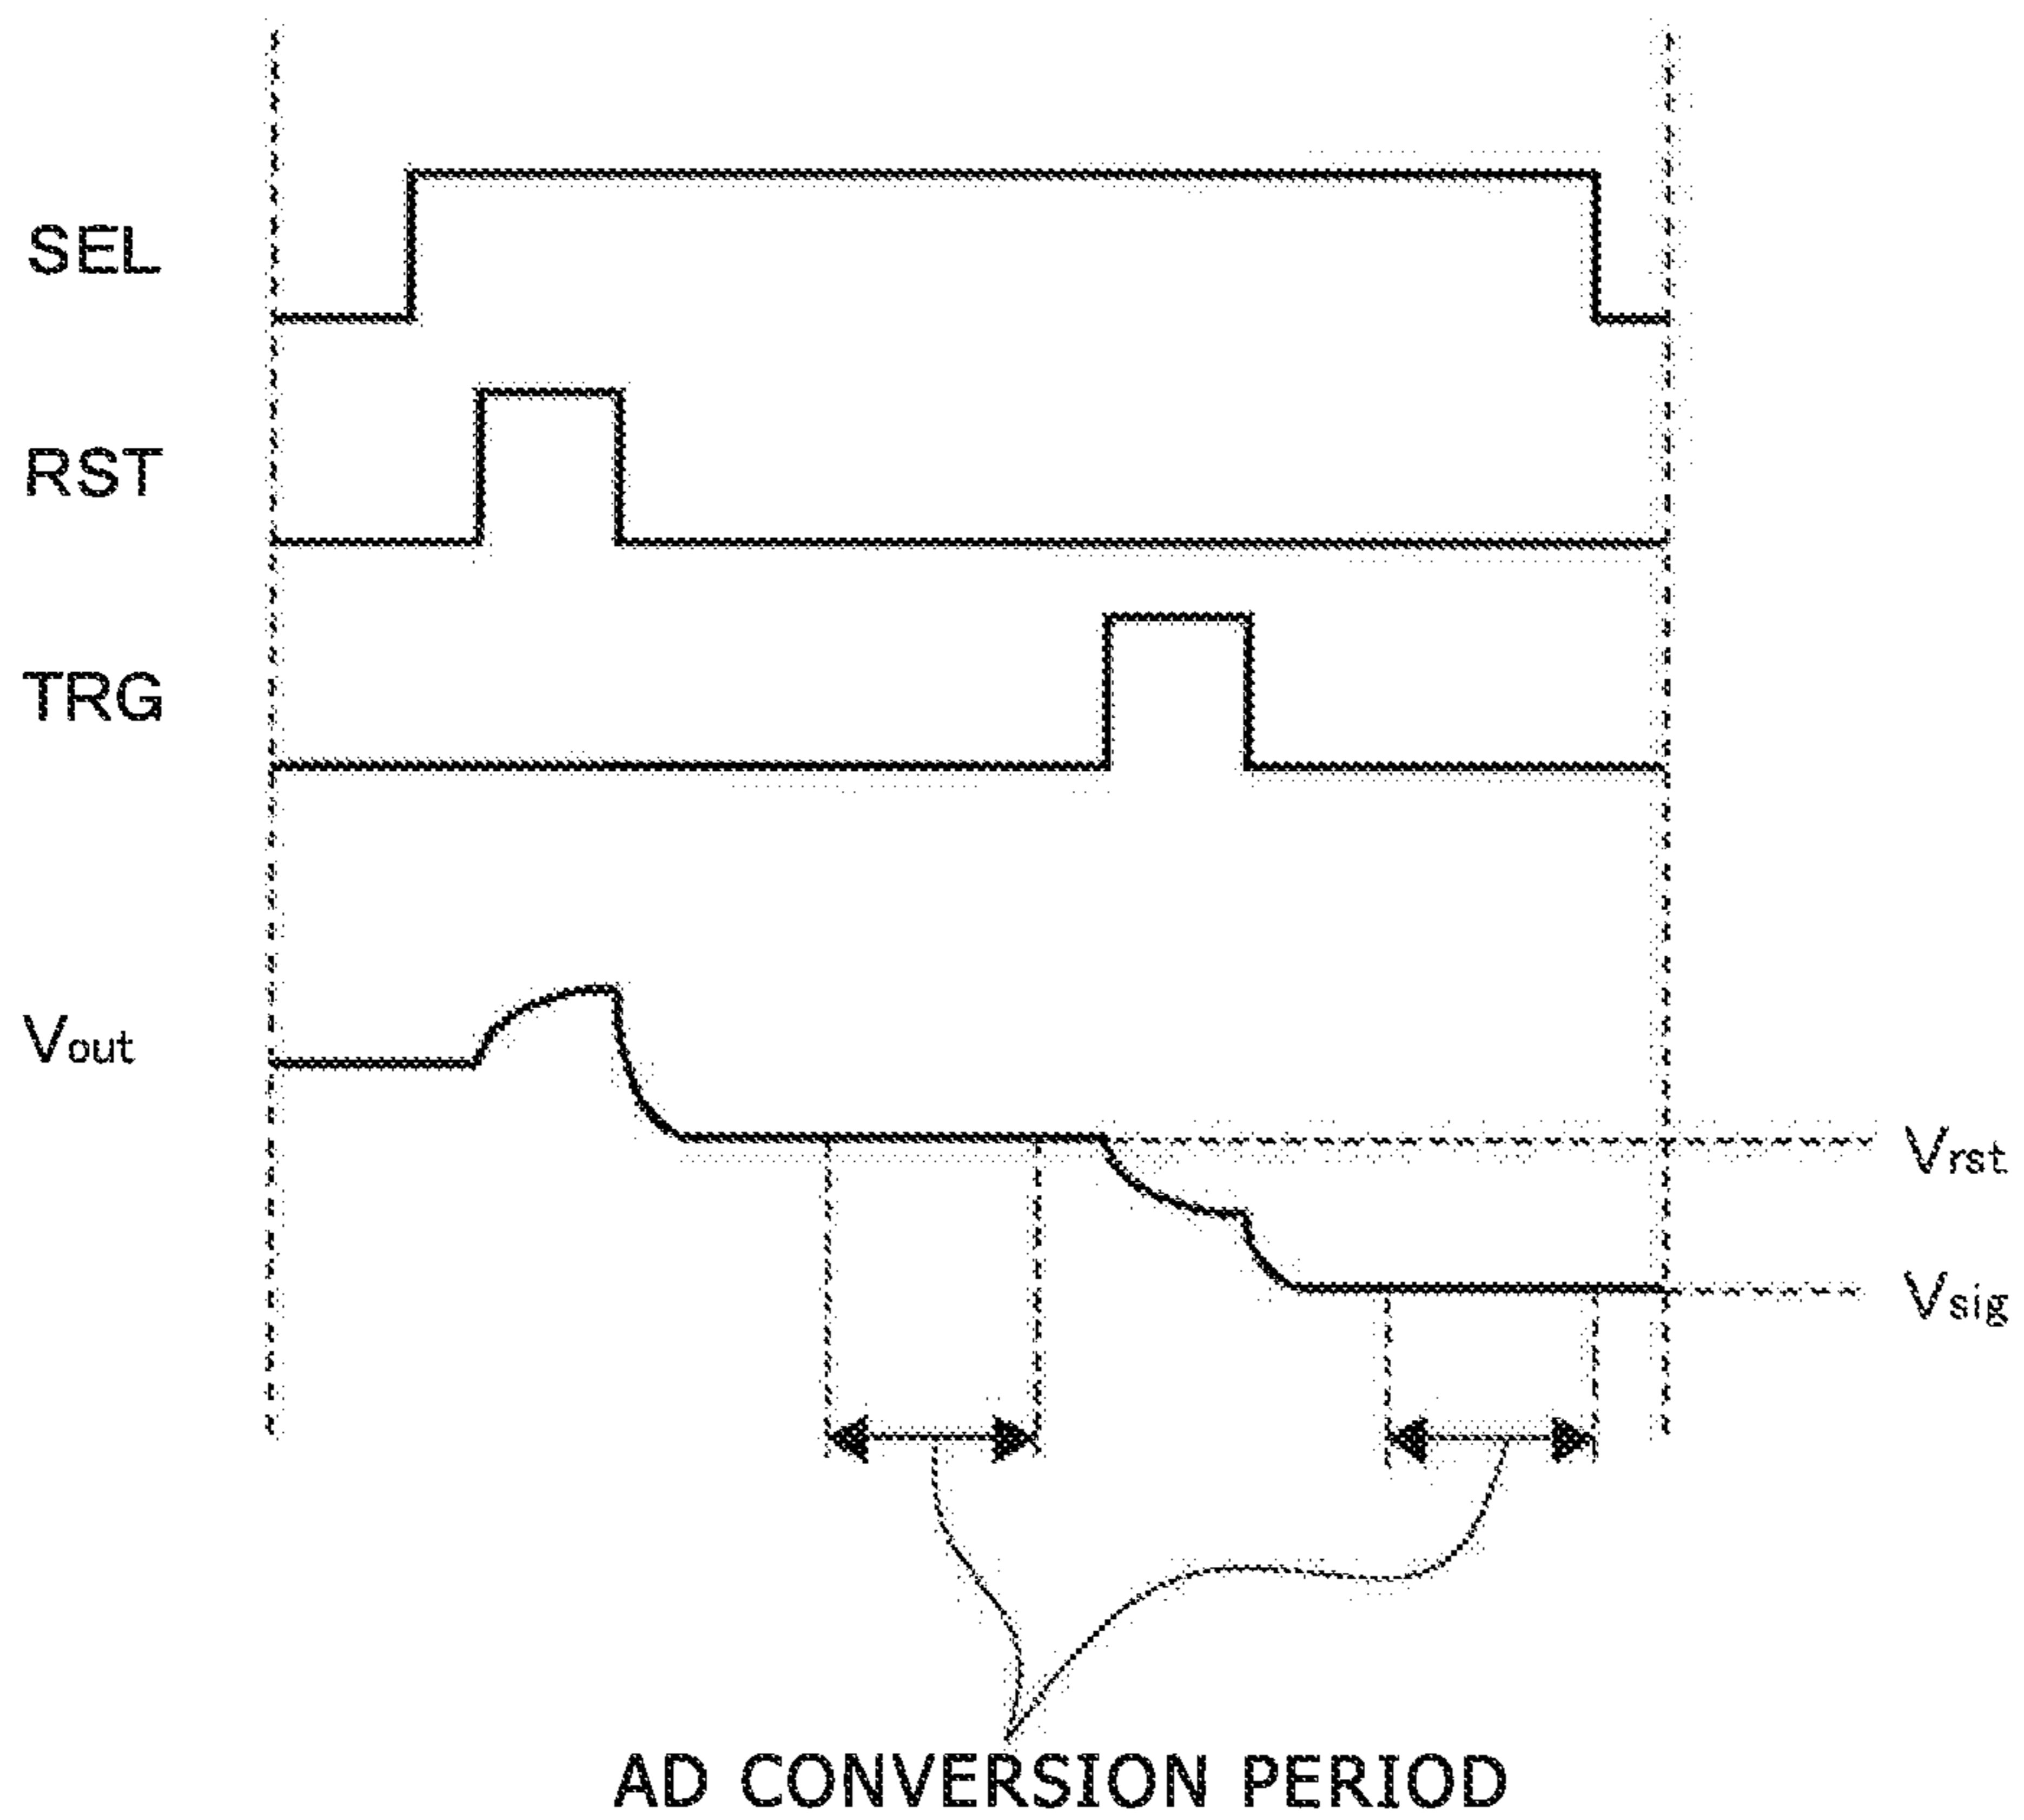 SEL
RST
TRG
Vout
Vrst
Vsig
AD CONVERSION PERIOD